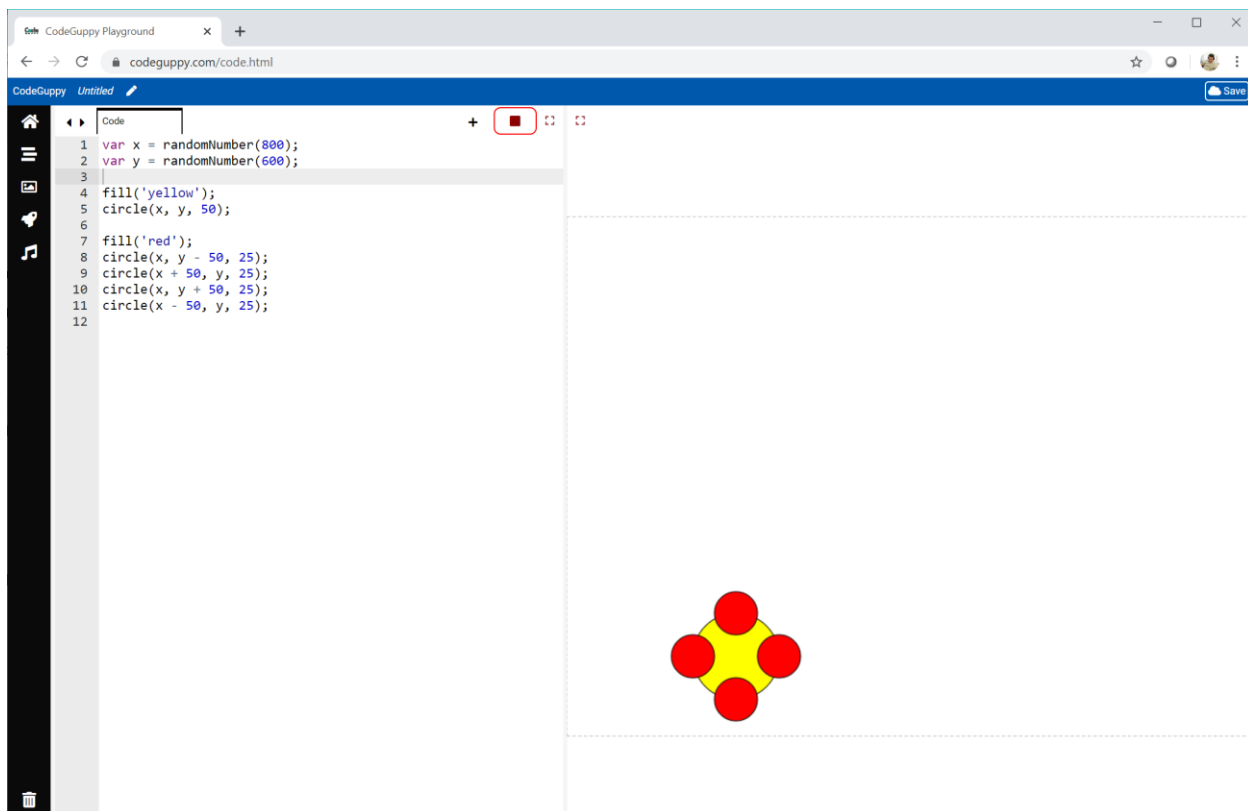 CodeGuppy Playground
codeguppy.com/code.html
CodeGuppy Untitled
Save
Code
1 var x = randomNumber(800);
2 var y = randomNumber(600);
3
4 fill('yellow');
5 circle(x, y, 50);
6
7 fill('red');
8 circle(x, y - 50, 25);
9 circle(x + 50, y, 25);
10 circle(x, y + 50, 25);
11 circle(x - 50, y, 25);
12